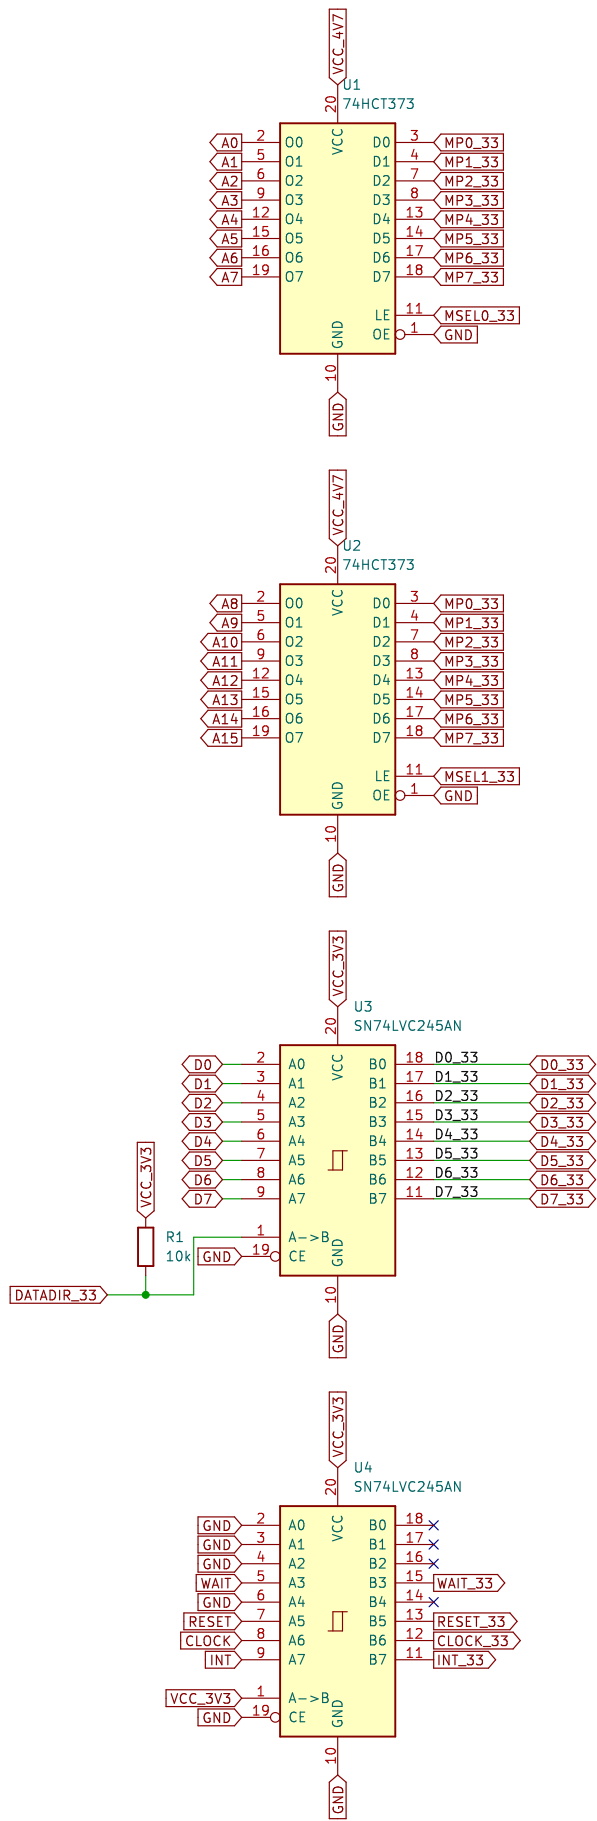 VCC_4V7
U1
74HCT373
20
VCC
A0 2 O0 D0 3 MP0_33
A1 5 O1 D1 4 MP1_33
A2 6 O2 D2 7 MP2_33
A3 9 O3 D3 8 MP3_33
A4 12 O4 D4 13 MP4_33
A5 15 O5 D5 14 MP5_33
A6 16 O6 D6 17 MP6_33
A7 19 O7 D7 18 MP7_33
LE 11 MSEL0_33
OE 1 GND
GND
10
GND
VCC_4V7
U2
74HCT373
20
VCC
A8 2 O0 D0 3 MP0_33
A9 5 O1 D1 4 MP1_33
A10 6 O2 D2 7 MP2_33
A11 9 O3 D3 8 MP3_33
A12 12 O4 D4 13 MP4_33
A13 15 O5 D5 14 MP5_33
A14 16 O6 D6 17 MP6_33
A15 19 O7 D7 18 MP7_33
LE 11 MSEL1_33
OE 1 GND
GND
10
GND
VCC_3V3
U3
SN74LVC245AN
20
VCC
D0 2 A0 B0 18 D0_33 D0_33
D1 3 A1 B1 17 D1_33 D1_33
D2 4 A2 B2 16 D2_33 D2_33
D3 5 A3 B3 15 D3_33 D3_33
D4 6 A4 B4 14 D4_33 D4_33
D5 7 A5 B5 13 D5_33 D5_33
D6 8 A6 B6 12 D6_33 D6_33
D7 9 A7 B7 11 D7_33 D7_33
VCC_3V3
R1
10k
1 A->B
GND 19 CE
GND
DATADIR_33
10
GND
VCC_3V3
U4
SN74LVC245AN
20
VCC
GND 2 A0 B0 18
GND 3 A1 B1 17
GND 4 A2 B2 16
WAIT 5 A3 B3 15 WAIT_33
GND 6 A4 B4 14
RESET 7 A5 B5 13 RESET_33
CLOCK 8 A6 B6 12 CLOCK_33
INT 9 A7 B7 11 INT_33
VCC_3V3 1 A->B
GND 19 CE
GND
10
GND